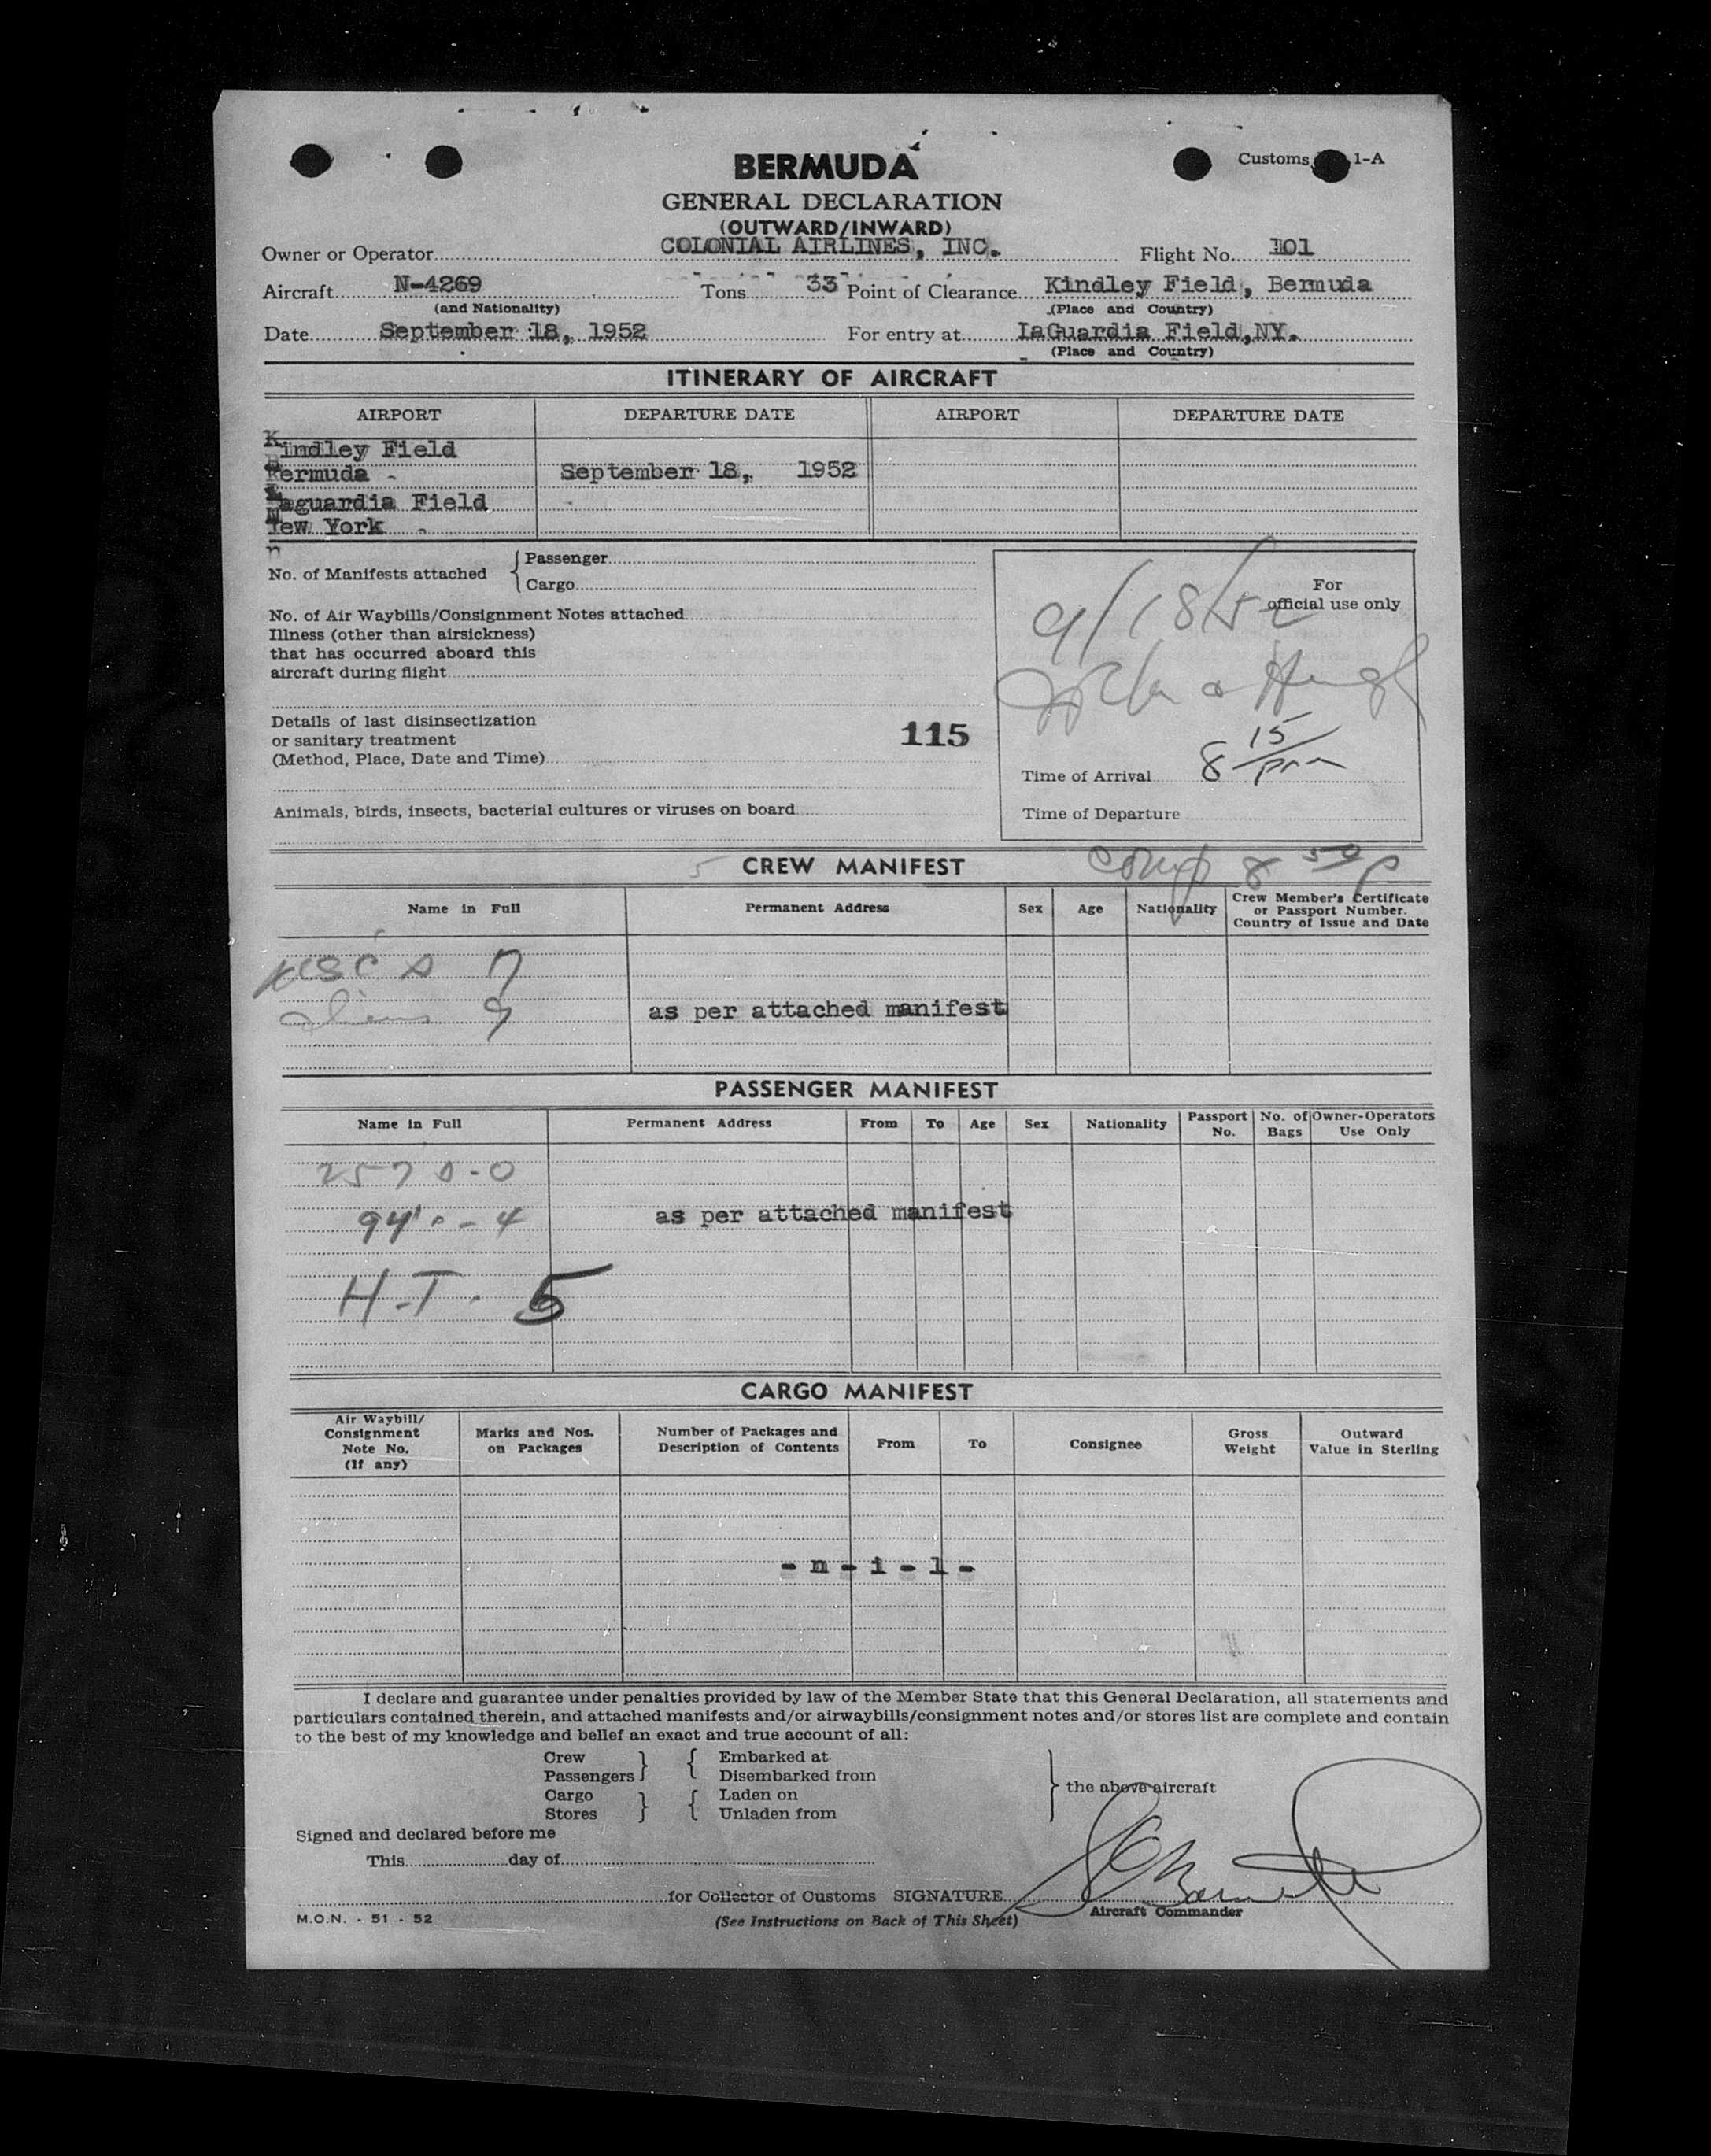 Customs 1-A
BERMUDA
GENERAL DECLARATION
(OUTWARD/INWARD)
Owner or Operator COLONIAL AIRLINES, INC. Flight No. 101
Aircraft N-4269 Tons 33 Point of Clearance Kindley Field, Bermuda
(and Nationality) (Place and Country)
Date September 18, 1952 For entry at LaGuardia Field,NY.
(Place and Country)
ITINERARY OF AIRCRAFT
AIRPORT DEPARTURE DATE AIRPORT DEPARTURE DATE
Kindley Field
Bermuda - September 18, 1952
Laguardia Field
New York -
No. of Manifests attached { Passenger
Cargo
For
official use only
9/18/52
No. of Air Waybills/Consignment Notes attached
Illness (other than airsickness)
that has occurred aboard this
aircraft during flight
Details of last disinsectization
or sanitary treatment
(Method, Place, Date and Time)
115
Time of Arrival 8 15/pm
Animals, birds, insects, bacterial cultures or viruses on board
Time of Departure
5 CREW MANIFEST Comp 8 50 p
Name in Full Permanent Address Sex Age Nationality Crew Member's Certificate
or Passport Number.
Country of Issue and Date
USC 7
aliens 9
as per attached manifest
PASSENGER MANIFEST
Name in Full Permanent Address From To Age Sex Nationality Passport No. No. of Bags Owner-Operators Use Only
257 - 0
94 - 4
as per attached manifest
H.T. 5
CARGO MANIFEST
Air Waybill/
Consignment
Note No.
(If any)
Marks and Nos.
on Packages
Number of Packages and
Description of Contents
From To Consignee
Gross
Weight
Outward
Value in Sterling
- n - i - l -
I declare and guarantee under penalties provided by law of the Member State that this General Declaration, all statements and
particulars contained therein, and attached manifests and/or airwaybills/consignment notes and/or stores list are complete and contain
to the best of my knowledge and belief an exact and true account of all:
Crew } { Embarked at
Passengers Disembarked from
} the above aircraft
Cargo } { Laden on
Stores Unladen from
Signed and declared before me
This day of
for Collector of Customs SIGNATURE
Aircraft Commander
M.O.N. - 51 - 52 (See Instructions on Back of This Sheet)